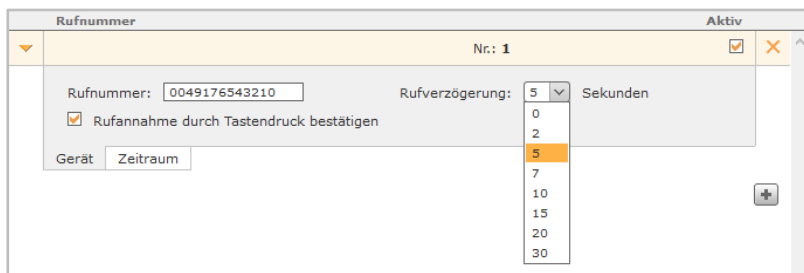 Rufnummer Aktiv
Nr.: 1
Rufnummer: 0049176543210 Rufverzögerung: 5 Sekunden
Rufannahme durch Tastendruck bestätigen
0
2
5
7
10
15
20
30
Gerät Zeitraum